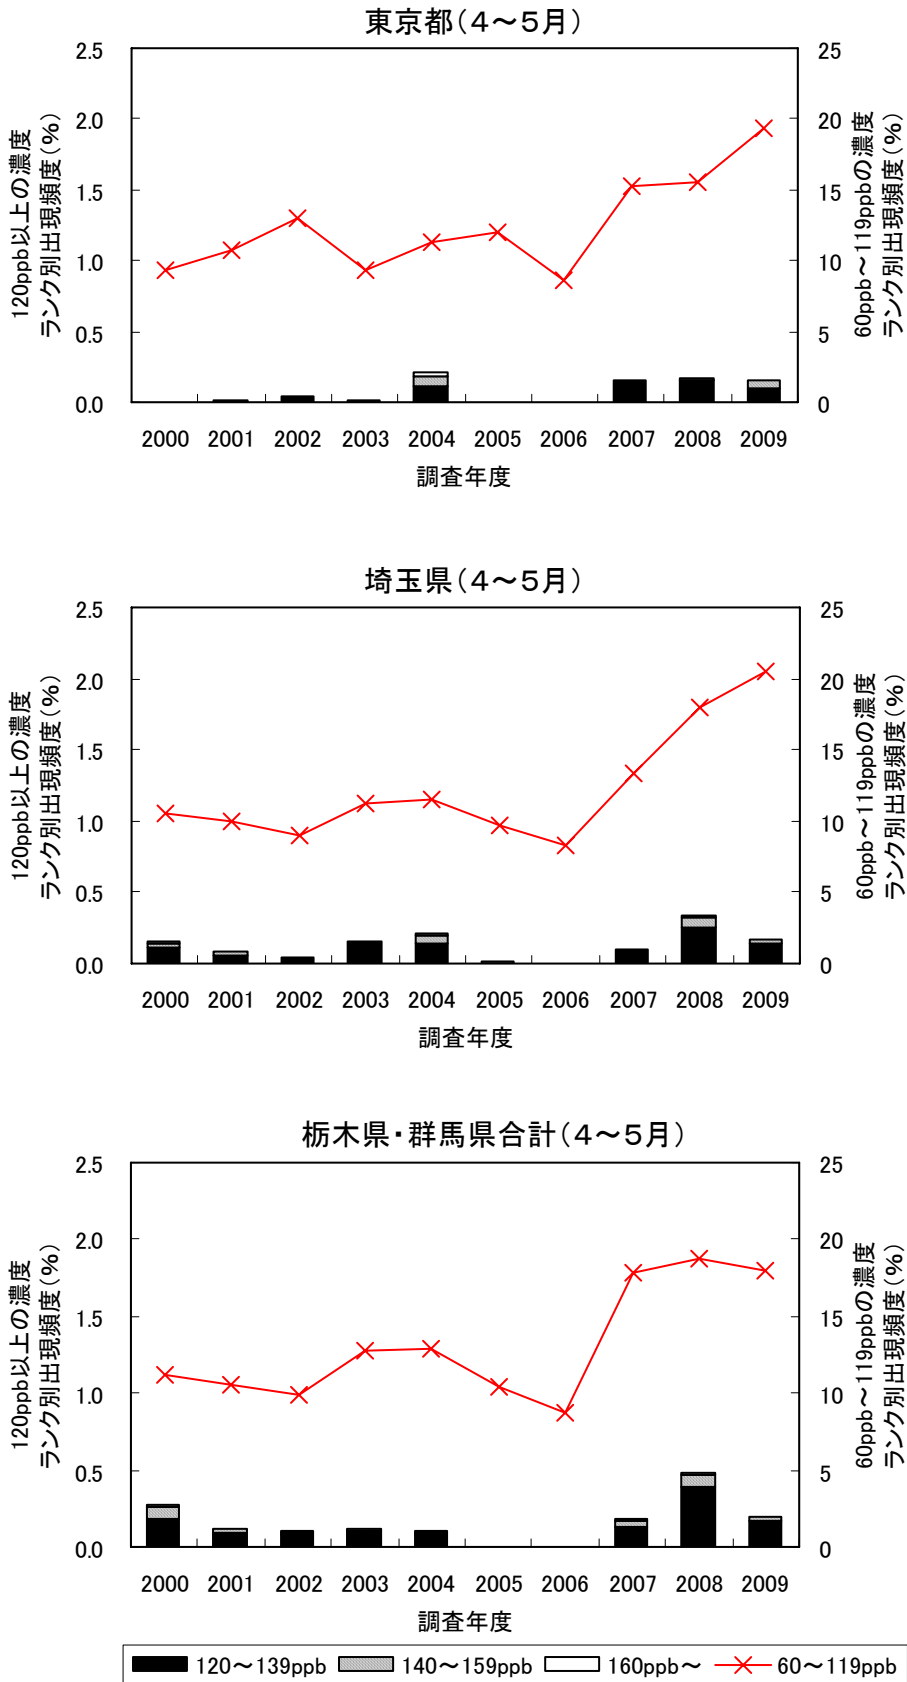 東京都(4～5月)
120ppb以上の濃度
ランク別出現頻度(%)
2.5
2.0
1.5
1.0
0.5
0.0
25
20
15
10
5
0
60ppb～119ppbの濃度
ランク別出現頻度(%)
2000 2001 2002 2003 2004 2005 2006 2007 2008 2009
調査年度
埼玉県(4～5月)
120ppb以上の濃度
ランク別出現頻度(%)
2.5
2.0
1.5
1.0
0.5
0.0
25
20
15
10
5
0
60ppb～119ppbの濃度
ランク別出現頻度(%)
2000 2001 2002 2003 2004 2005 2006 2007 2008 2009
調査年度
栃木県・群馬県合計(4～5月)
120ppb以上の濃度
ランク別出現頻度(%)
2.5
2.0
1.5
1.0
0.5
0.0
25
20
15
10
5
0
60ppb～119ppbの濃度
ランク別出現頻度(%)
2000 2001 2002 2003 2004 2005 2006 2007 2008 2009
調査年度
120～139ppb 140～159ppb 160ppb～ 60～119ppb